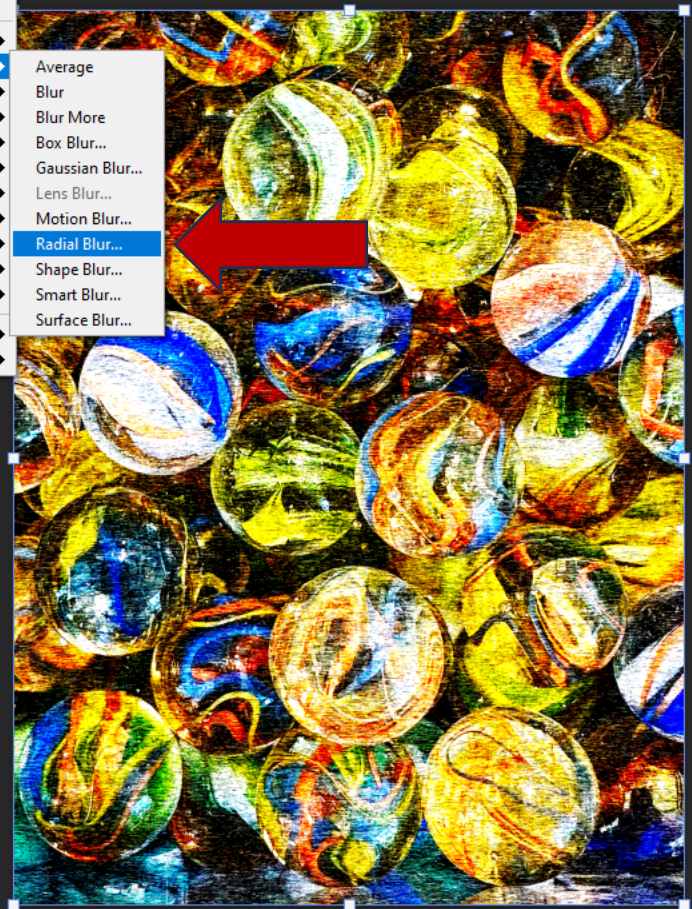 Average
Blur
Blur More
Box Blur...
Gaussian Blur...
Lens Blur...
Motion Blur...
Radial Blur...
Shape Blur...
Smart Blur...
Surface Blur...